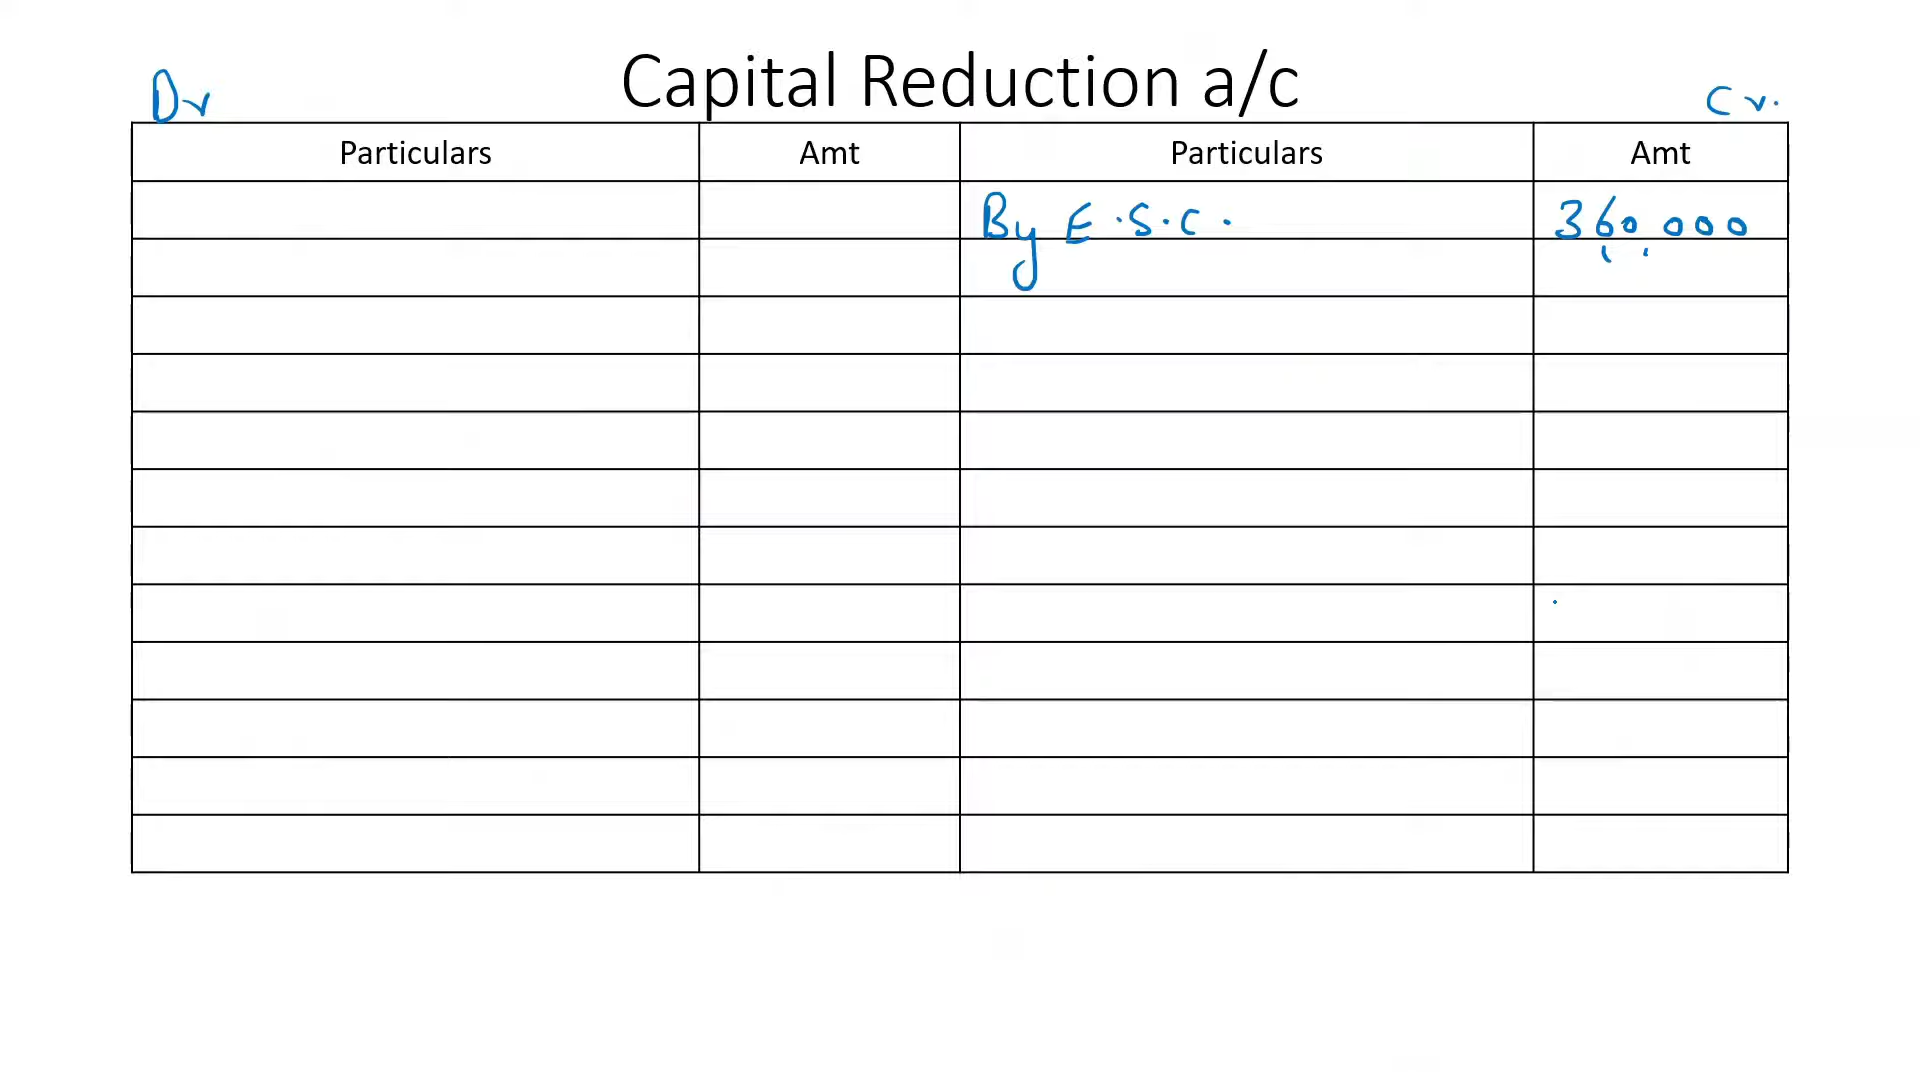 Capital Reduction a/c
Dr
Cr.
Particulars Amt Particulars Amt
By E.S.C. 360,000